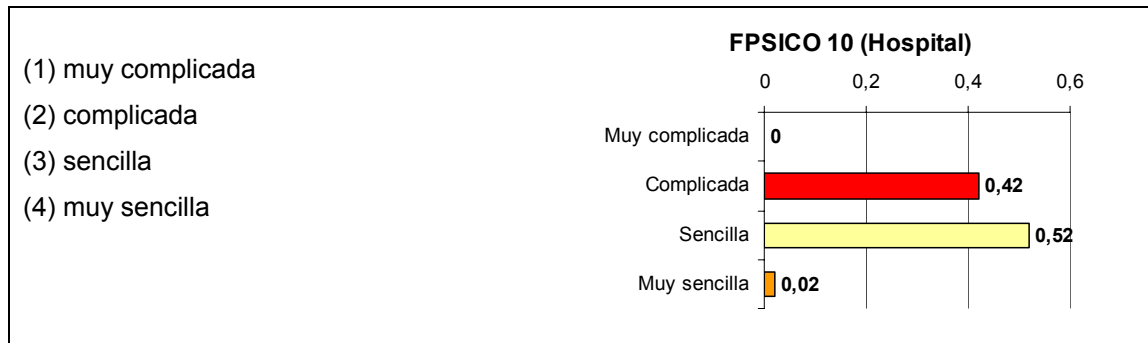 (1) muy complicada
(2) complicada
(3) sencilla
(4) muy sencilla
FPSICO 10 (Hospital)
0 0,2 0,4 0,6
Muy complicada 0
Complicada 0,42
Sencilla 0,52
Muy sencilla 0,02